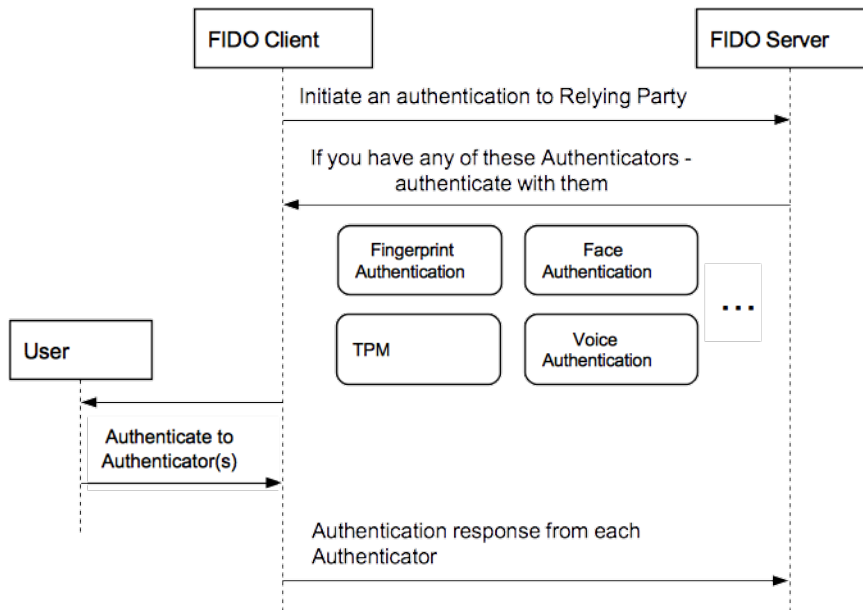 FIDO Client
FIDO Server
Initiate an authentication to Relying Party
If you have any of these Authenticators -
authenticate with them
Fingerprint
Authentication
Face
Authentication
...
TPM
Voice
Authentication
User
Authenticate to
Authenticator(s)
Authentication response from each
Authenticator